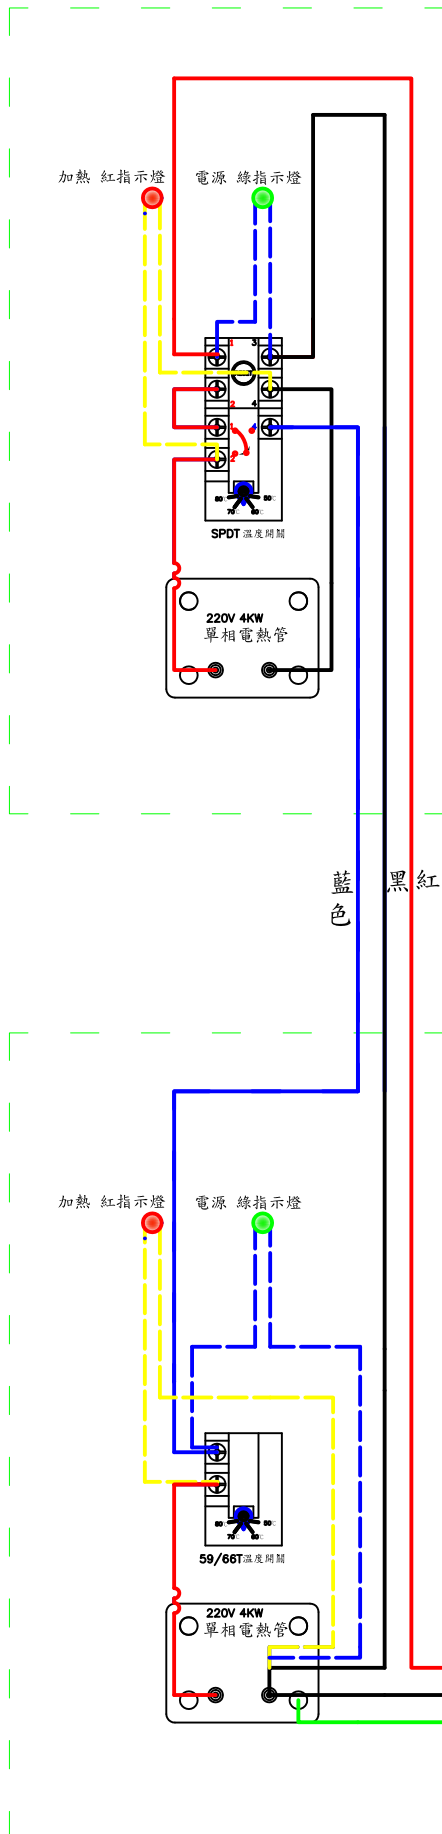 加熱 紅指示燈
電源 綠指示燈
1 3
2 4
1 4
2
80℃ 50℃
70℃ 60℃
SPDT 溫度開關
220V 4KW
單相電熱管
藍色
黑
紅
加熱 紅指示燈
電源 綠指示燈
80℃ 50℃
70℃ 60℃
59/66T溫度開關
220V 4KW
單相電熱管